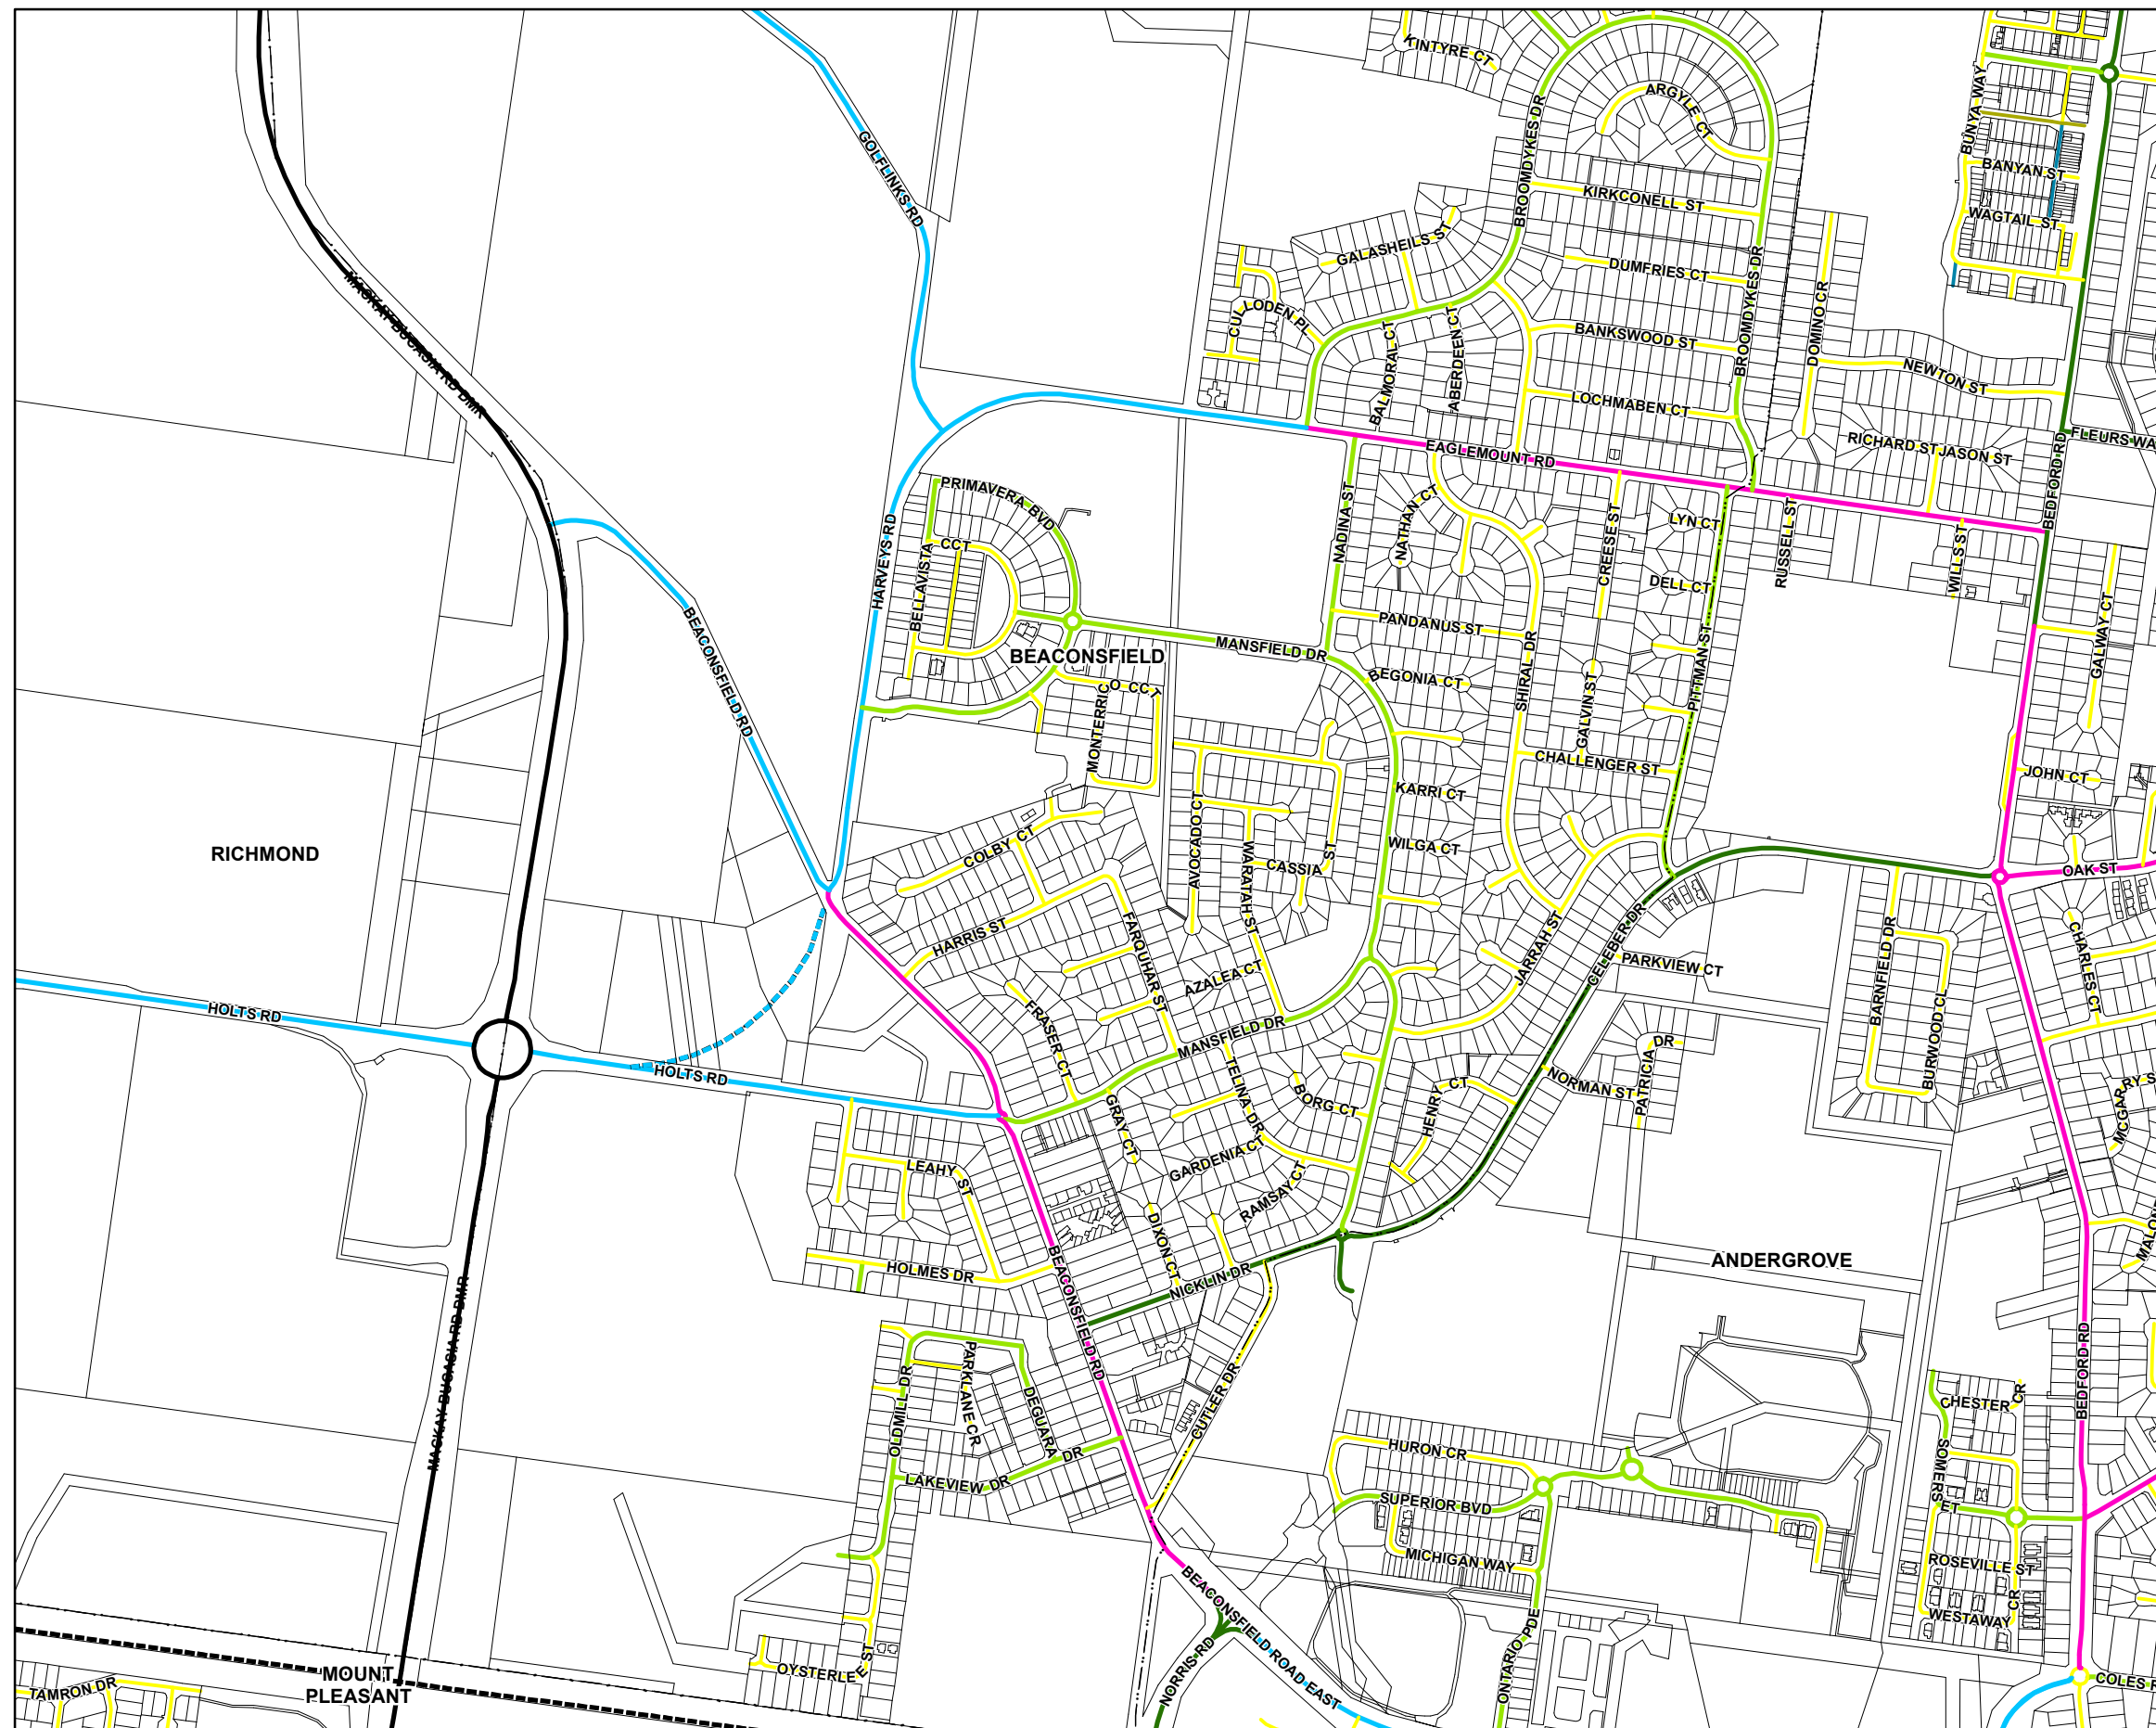 KINTYRE CT
ARGYLE CT
BROOMDYKES DR
BUNYA WAY
BANYAN ST
WAGTAIL ST
GOLFLINKS RD
KIRKCONELL ST
GALASHEILS ST
DUMFRIES CT
BROOMDYKES DR
DOMINO CR
CULLODEN PL
BALMORAL CT
ABERDEEN CT
BANKSWOOD ST
NEWTON ST
LOCHMABEN CT
MACKAY-BUCASIA RD DMR
RICHARD ST
JASON ST
BEDFORD RD
FLEURS WA
EAGLEMOUNT RD
PRIMAVERA BVD
CCT
BELLAVISTA
HARVEYS RD
NADINA ST
NATHAN CT
CREESE ST
LYN CT
RUSSELL ST
DELL CT
WILLS ST
GALWAY CT
BEACONSFIELD RD
BEACONSFIELD
MANSFIELD DR
PANDANUS ST
BEGONIA CT
SHIRAL DR
GALVIN ST
PITTMAN ST
MONTERRICO CCT
CHALLENGER ST
JOHN CT
KARRI CT
AVOCADO CT
WARATAH ST
CASSIA ST
WILGA CT
RICHMOND
COLBY CT
OAK ST
HARRIS ST
FARQUHAR ST
JARRAH ST
CELEBER DR
PARKVIEW CT
BARNFIELD DR
BURWOOD CL
CHARLES CT
AZALEA CT
HOLTS RD
FRASER CT
MANSFIELD DR
HOLTS RD
TELINA DR
BORG CT
HENRY CT
NORMAN ST
PATRICIA DR
MCGARRY S
GRAY CT
GARDENIA CT
RAMSAY CT
LEAHY ST
DIXON CT
MALON
ANDERGROVE
HOLMES DR
NICKLIN DR
BEACONSFIELD RD
MACKAY-BUCASIA RD DMR
PARKLANE CR
OLDMILL DR
DEGUARA DR
LAKEVIEW DR
CUTLER DR
BEDFORD RD
CHESTER CR
SOMERSET
HURON CR
SUPERIOR BVD
MICHIGAN WAY
ROSEVILLE ST
WESTAWAY CR
BEACONSFIELD ROAD EAST
NORRIS RD
ONTARIO PDE
OYSTERLEE ST
MOUNT
PLEASANT
TAMRON DR
COLES R